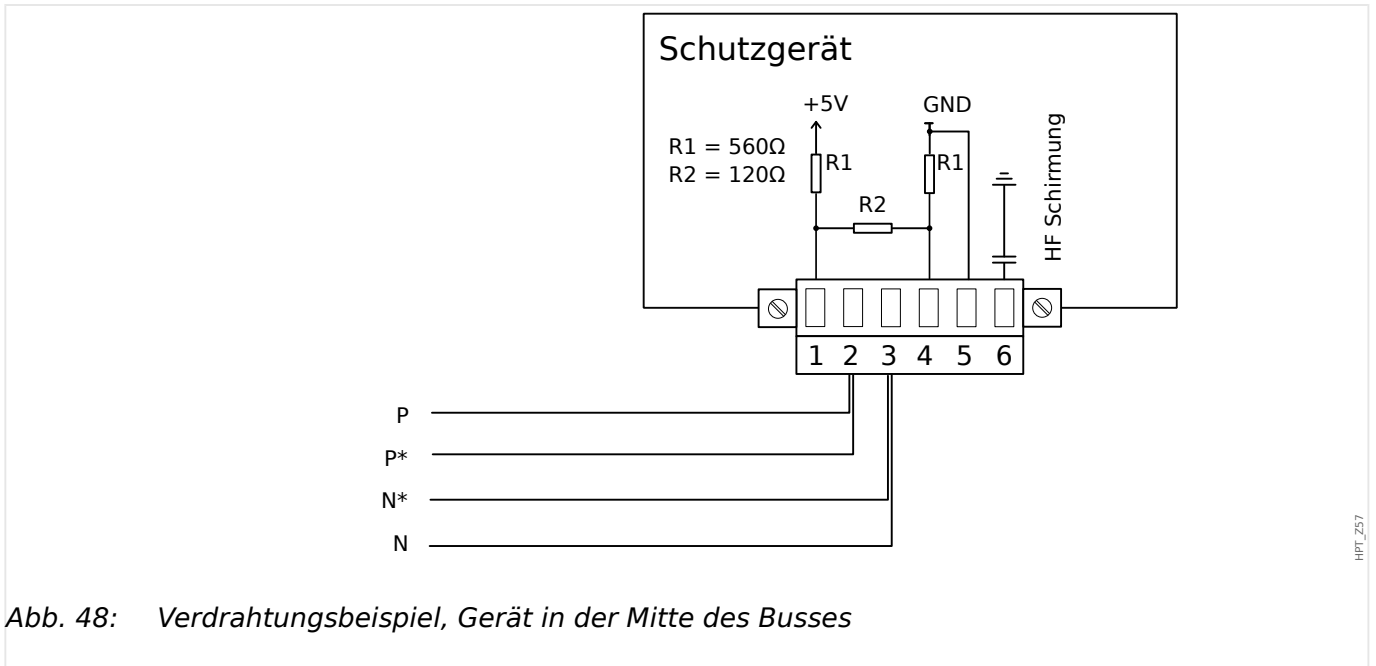 Schutzgerät
+5V
GND
R1 = 560Ω
R2 = 120Ω
R1
R1
R2
HF Schirmung
1 2 3 4 5 6
P
P*
N*
N
HPT_Z57
Abb. 48: Verdrahtungsbeispiel, Gerät in der Mitte des Busses